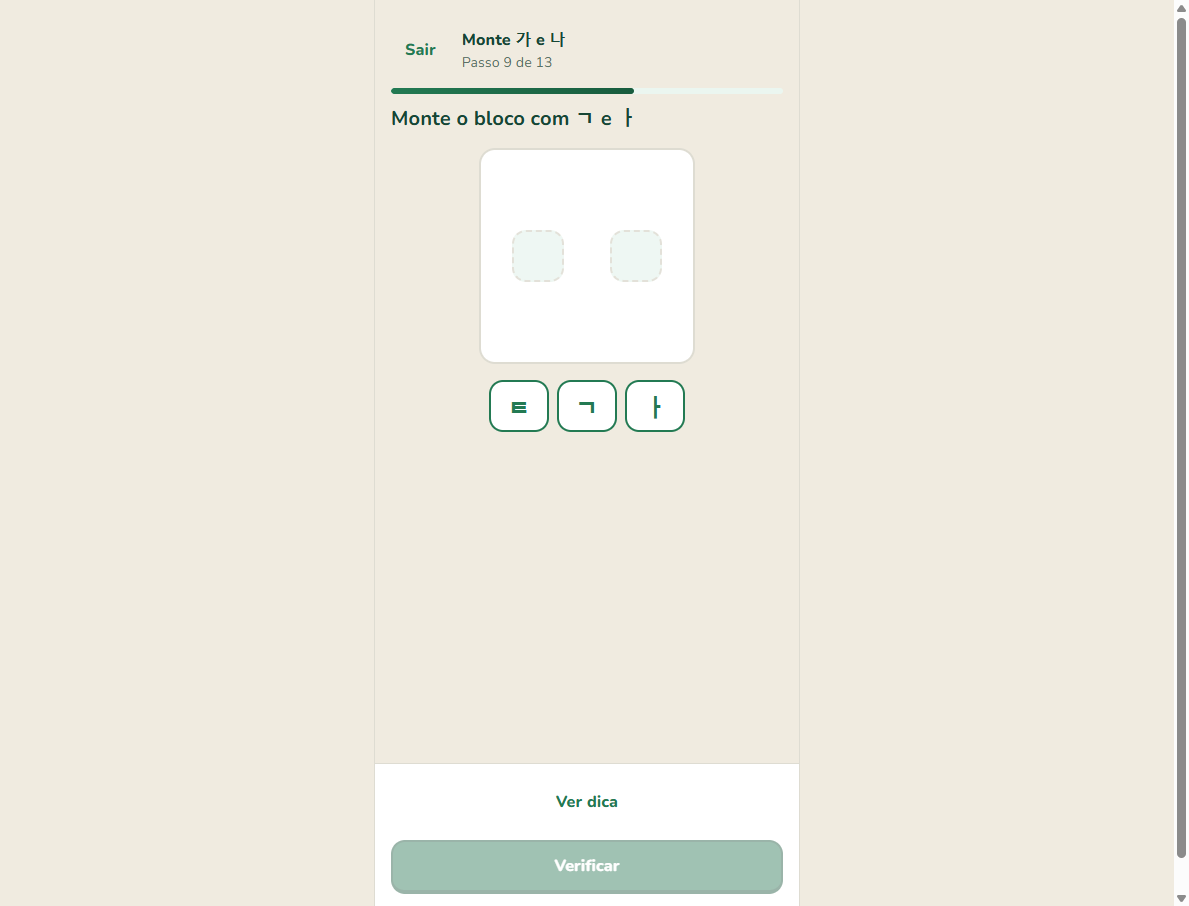 Sair
Monte 가 e 나
Passo 9 de 13
Monte o bloco com ㄱ e ㅏ
ㅌ ㄱ ㅏ
Ver dica
Verificar